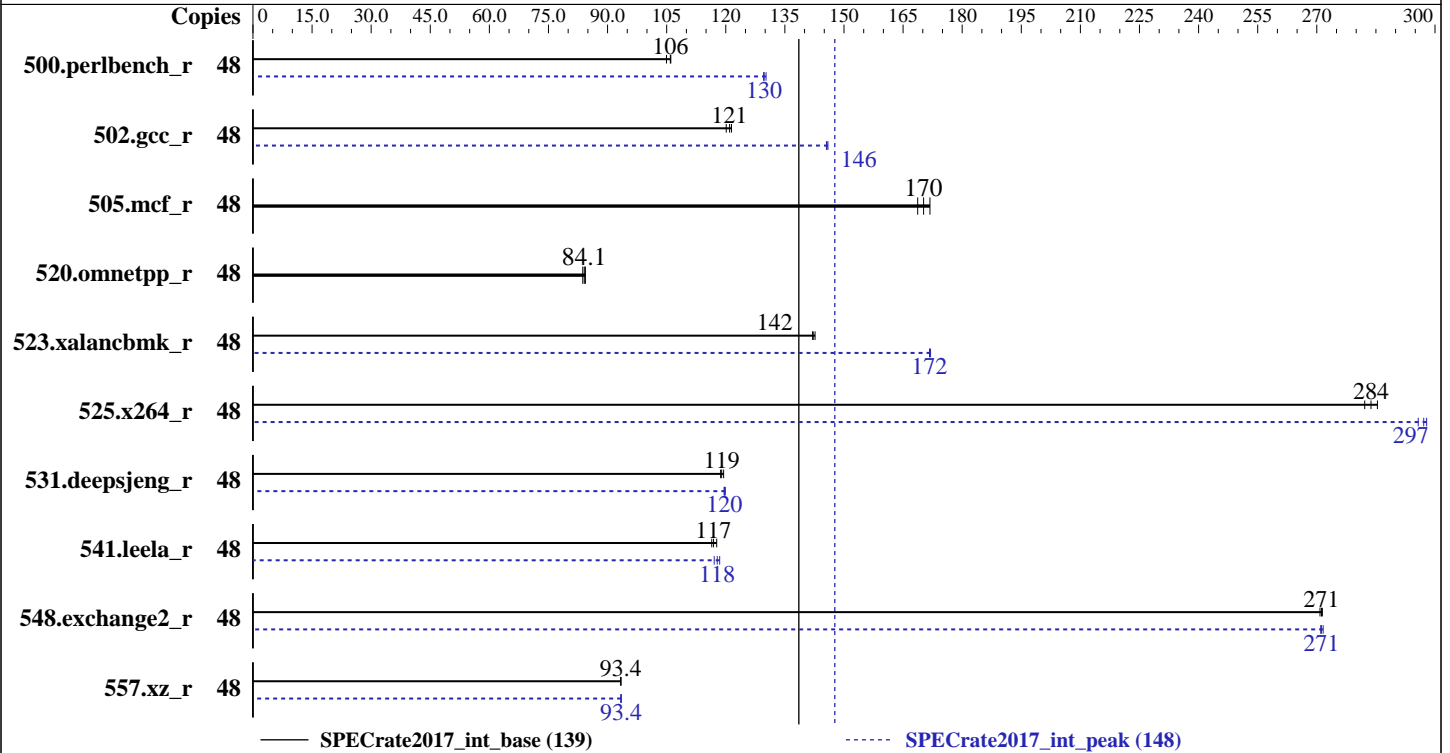 Copies 0 15.0 30.0 45.0 60.0 75.0 90.0 105 120 135 150 165 180 195 210 225 240 255 270 300
106
500.perlbench_r 48
130
121
502.gcc_r 48
146
170
505.mcf_r 48
84.1
520.omnetpp_r 48
142
523.xalancbmk_r 48
172
284
525.x264_r 48
297
119
531.deepsjeng_r 48
120
117
541.leela_r 48
118
271
548.exchange2_r 48
271
93.4
557.xz_r 48
93.4
SPECrate2017_int_base (139) SPECrate2017_int_peak (148)